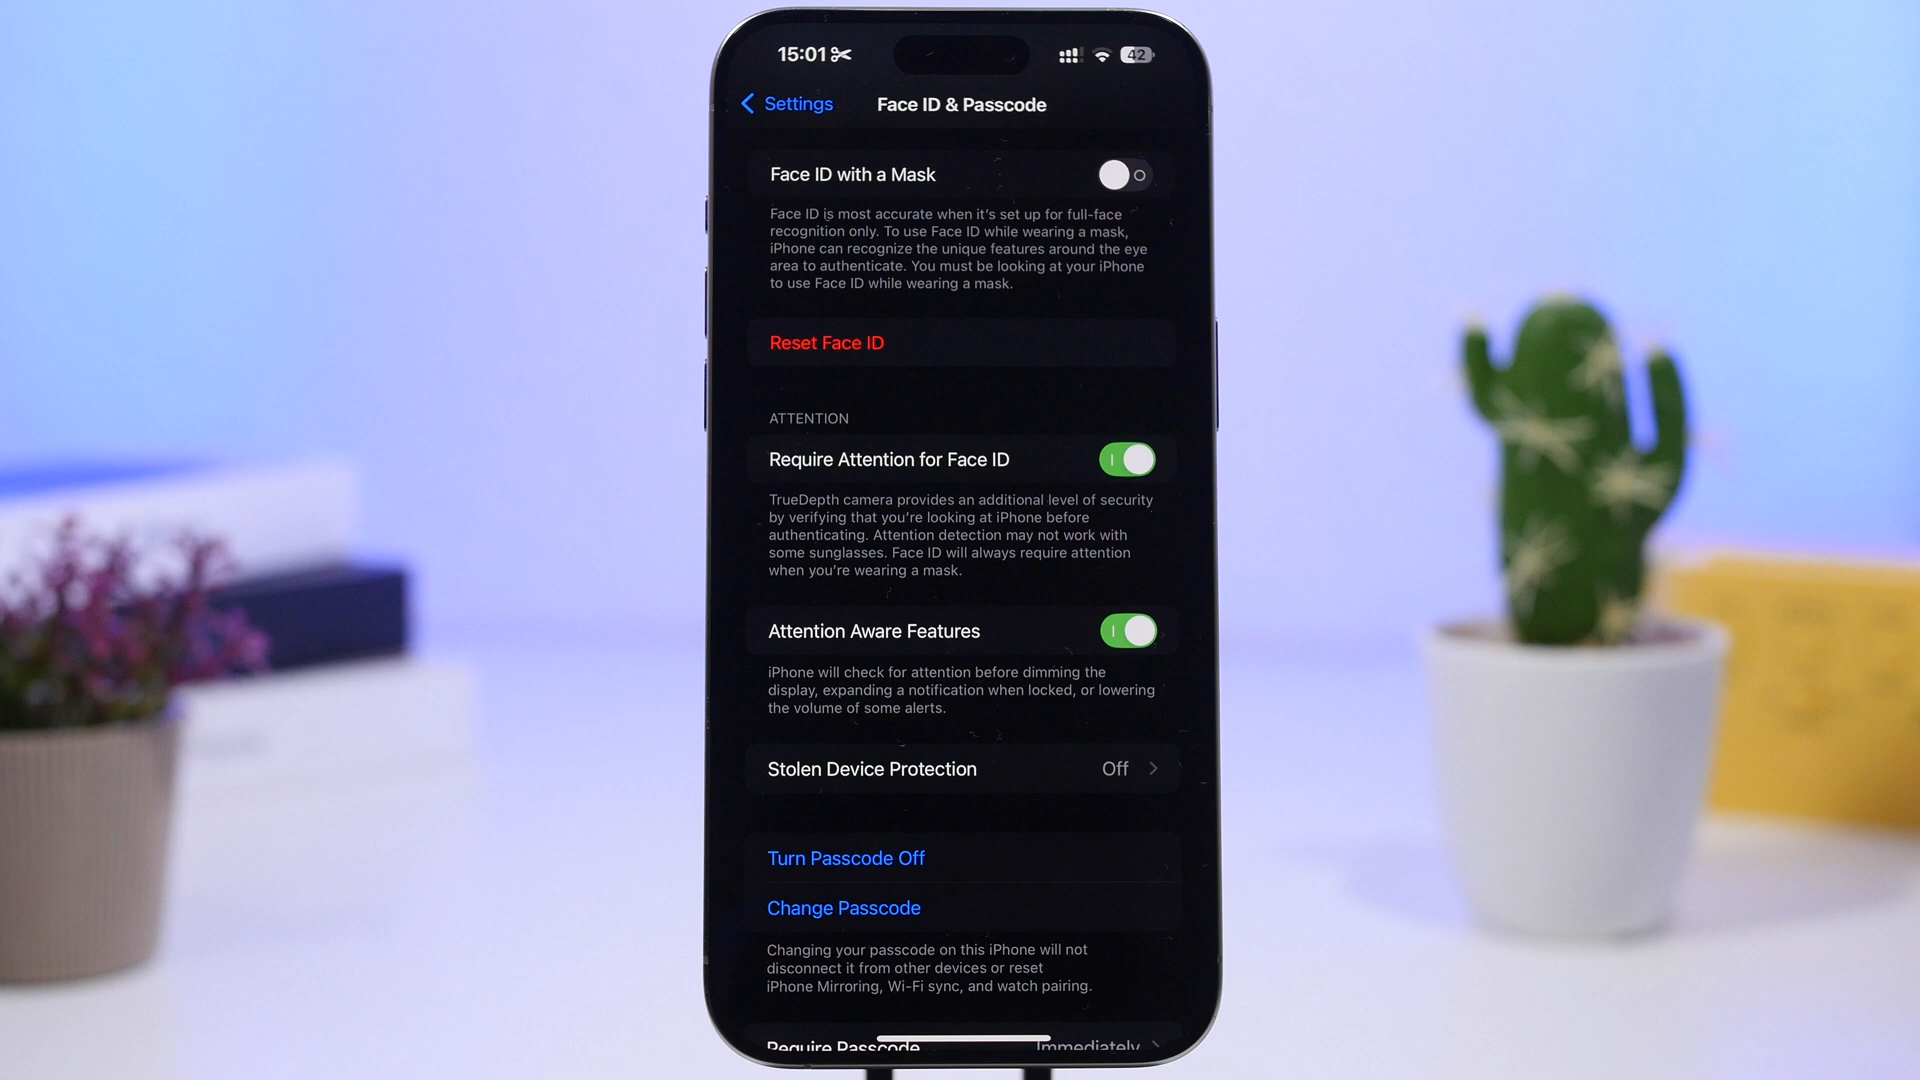 15:01
42
Settings
Face ID & Passcode
Face ID with a Mask
Face ID is most accurate when it's set up for full-face
recognition only. To use Face ID while wearing a mask,
iPhone can recognize the unique features around the eye
area to authenticate. You must be looking at your iPhone
to use Face ID while wearing a mask.
Reset Face ID
ATTENTION
Require Attention for Face ID
TrueDepth camera provides an additional level of security
by verifying that you're looking at iPhone before
authenticating. Attention detection may not work with
some sunglasses. Face ID will always require attention
when you're wearing a mask.
Attention Aware Features
iPhone will check for attention before dimming the
display, expanding a notification when locked, or lowering
the volume of some alerts.
Stolen Device Protection
Off
Turn Passcode Off
Change Passcode
Changing your passcode on this iPhone will not
disconnect it from other devices or reset
iPhone Mirroring, Wi-Fi sync, and watch pairing.
Require Passcode
Immediately